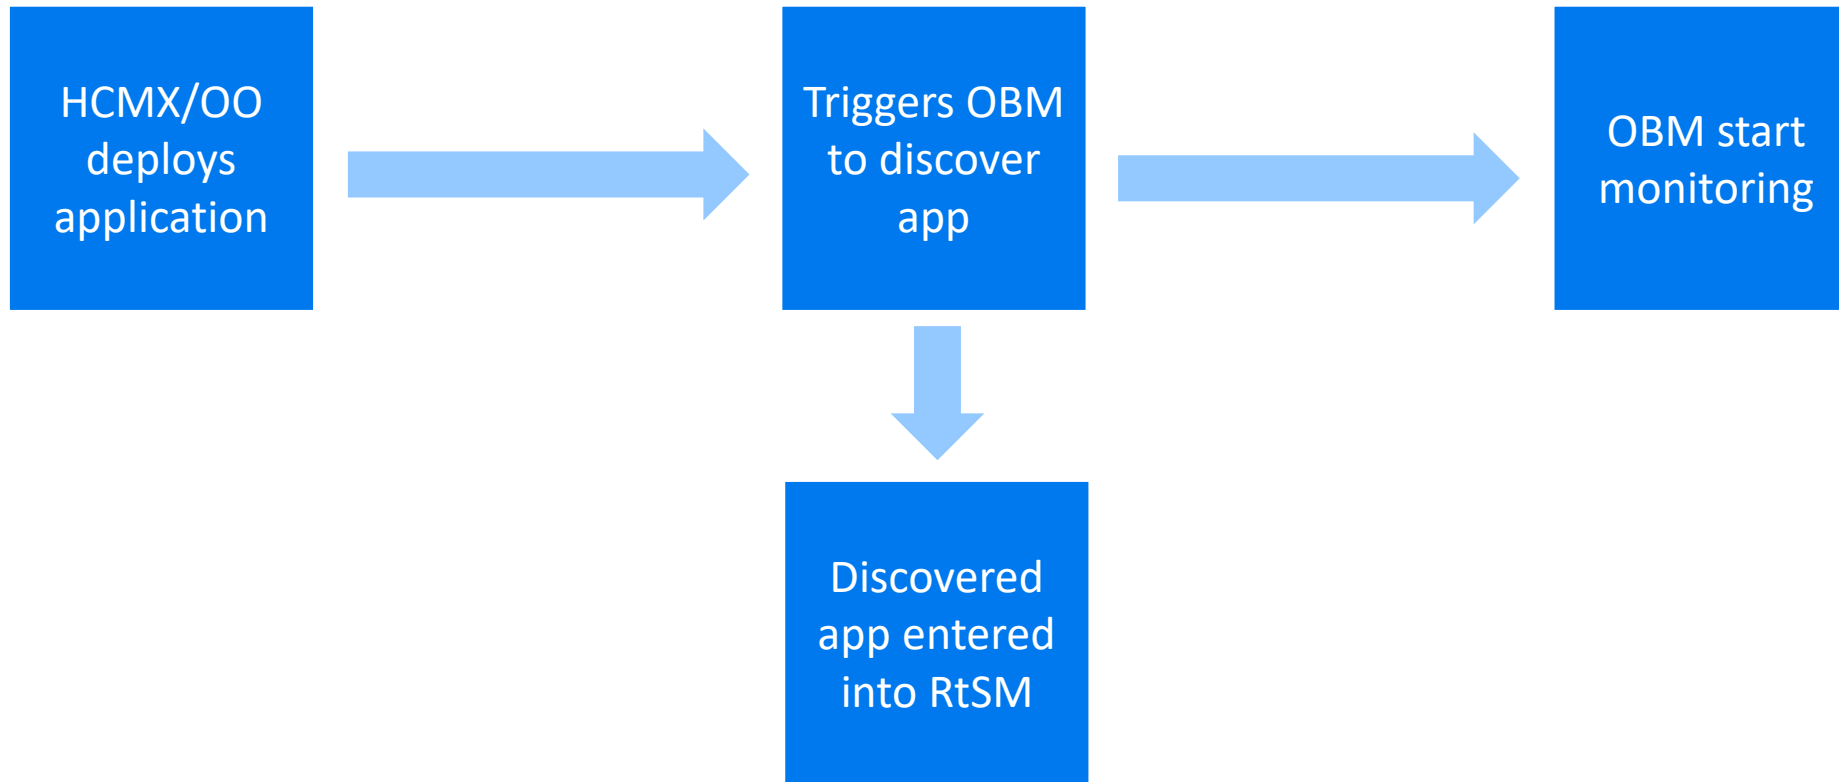 HCMX/OO
deploys
application
Triggers OBM
to discover
app
OBM start
monitoring
Discovered
app entered
into RtSM